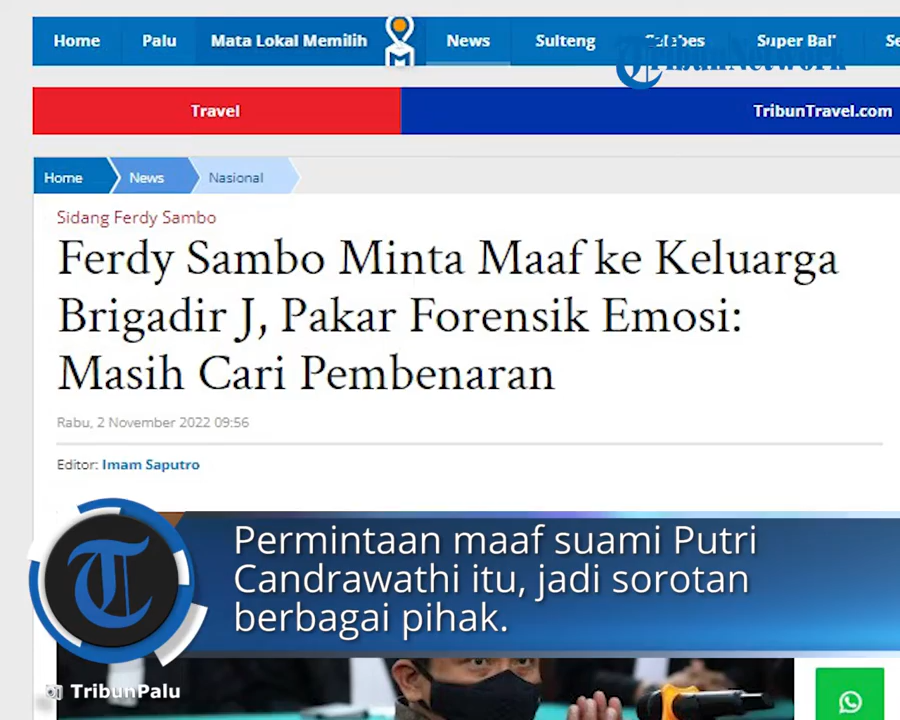 Home Palu Mata Lokal Memilih News Sulteng Super Bal
TribunNetwork
Travel TribunTravel.com
Home News Nasional
Sidang Ferdy Sambo
Ferdy Sambo Minta Maaf ke Keluarga
Brigadir J, Pakar Forensik Emosi:
Masih Cari Pembenaran
Rabu, 2 November 2022 09:56
Editor: Imam Saputro
Permintaan maaf suami Putri
Candrawathi itu, jadi sorotan
berbagai pihak.
TribunPalu